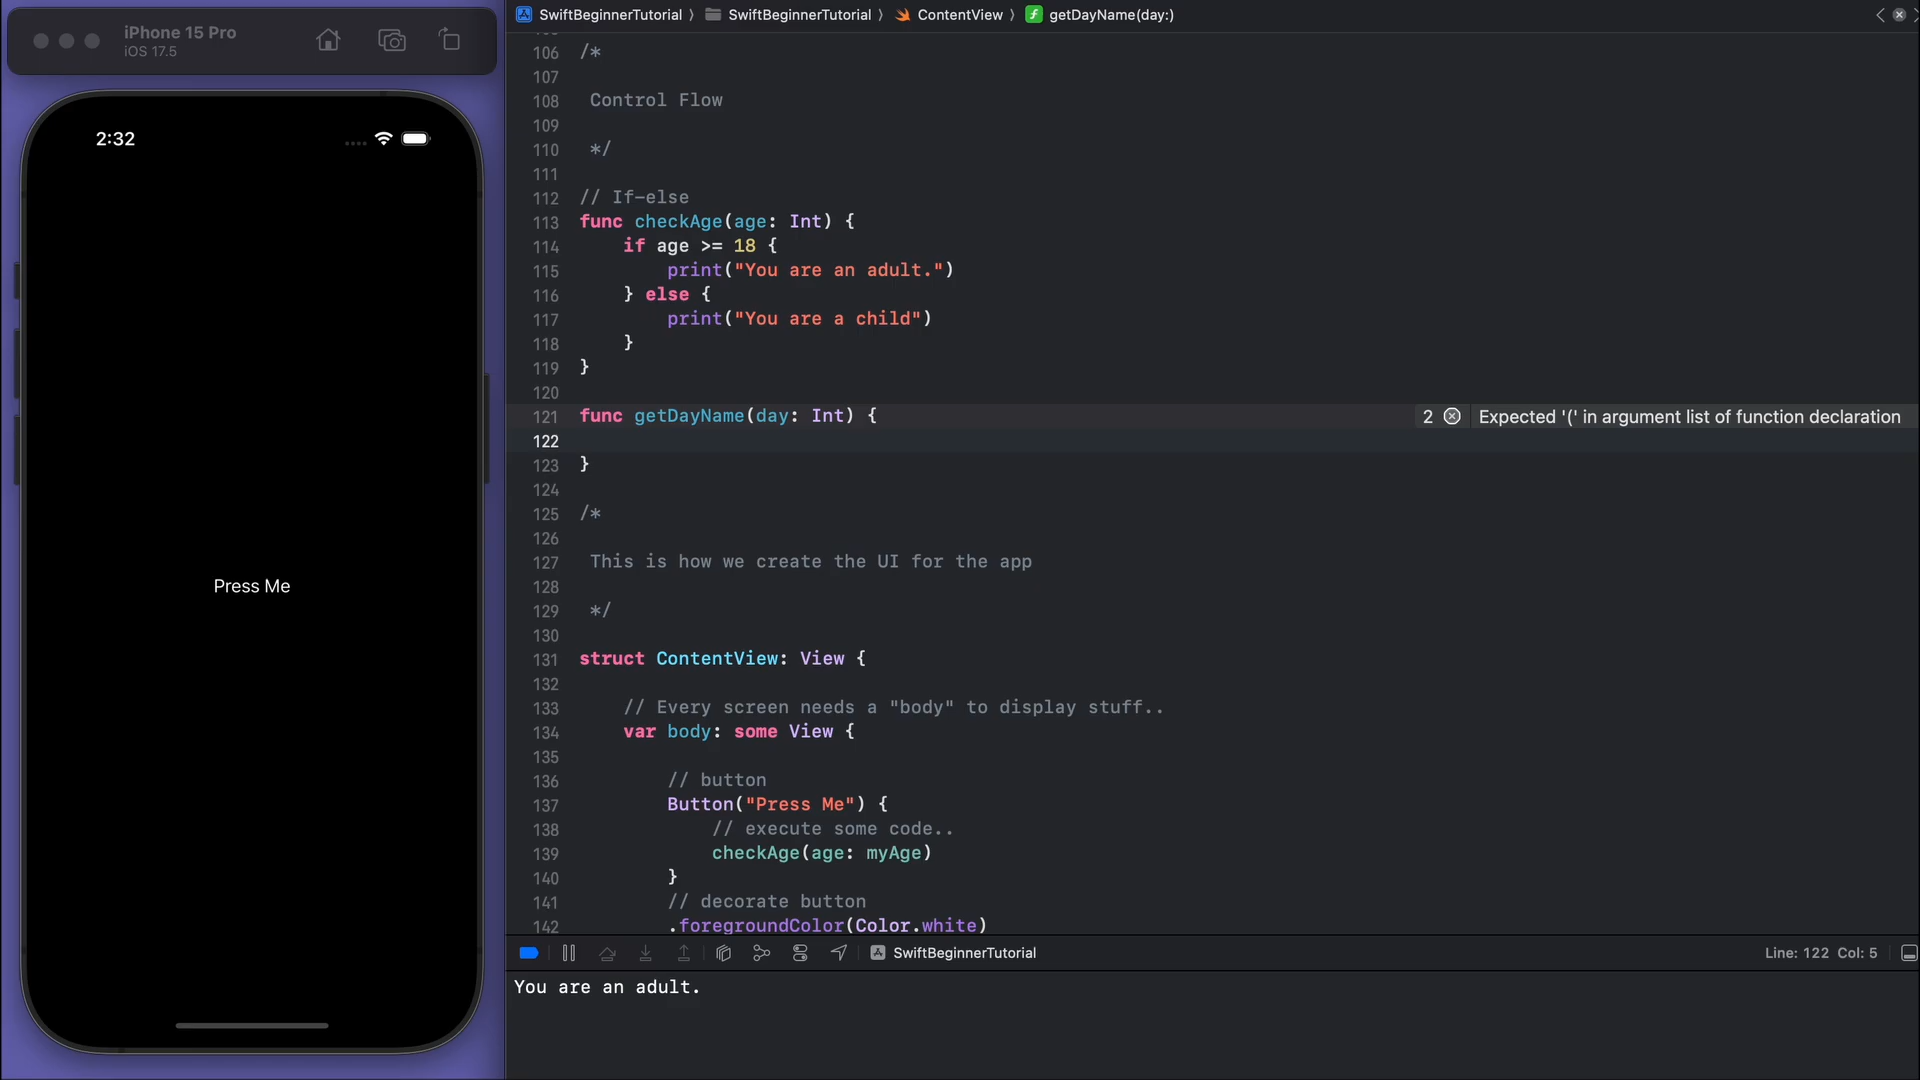 iPhone 15 Pro
iOS 17.5
2:32
Press Me
SwiftBeginnerTutorial 〉 SwiftBeginnerTutorial 〉 ContentView 〉 getDayName(day:)
106 /*
107
108 Control Flow
109
110 */
111
112 // If-else
113 func checkAge(age: Int) {
114 if age >= 18 {
115 print("You are an adult.")
116 } else {
117 print("You are a child")
118 }
119 }
120
121 func getDayName(day: Int) { 2 Expected '(' in argument list of function declaration
122
123 }
124
125 /*
126
127 This is how we create the UI for the app
128
129 */
130
131 struct ContentView: View {
132
133 // Every screen needs a "body" to display stuff..
134 var body: some View {
135
136 // button
137 Button("Press Me") {
138 // execute some code..
139 checkAge(age: myAge)
140 }
141 // decorate button
142 .foregroundColor(Color.white)
SwiftBeginnerTutorial
Line: 122 Col: 5
You are an adult.